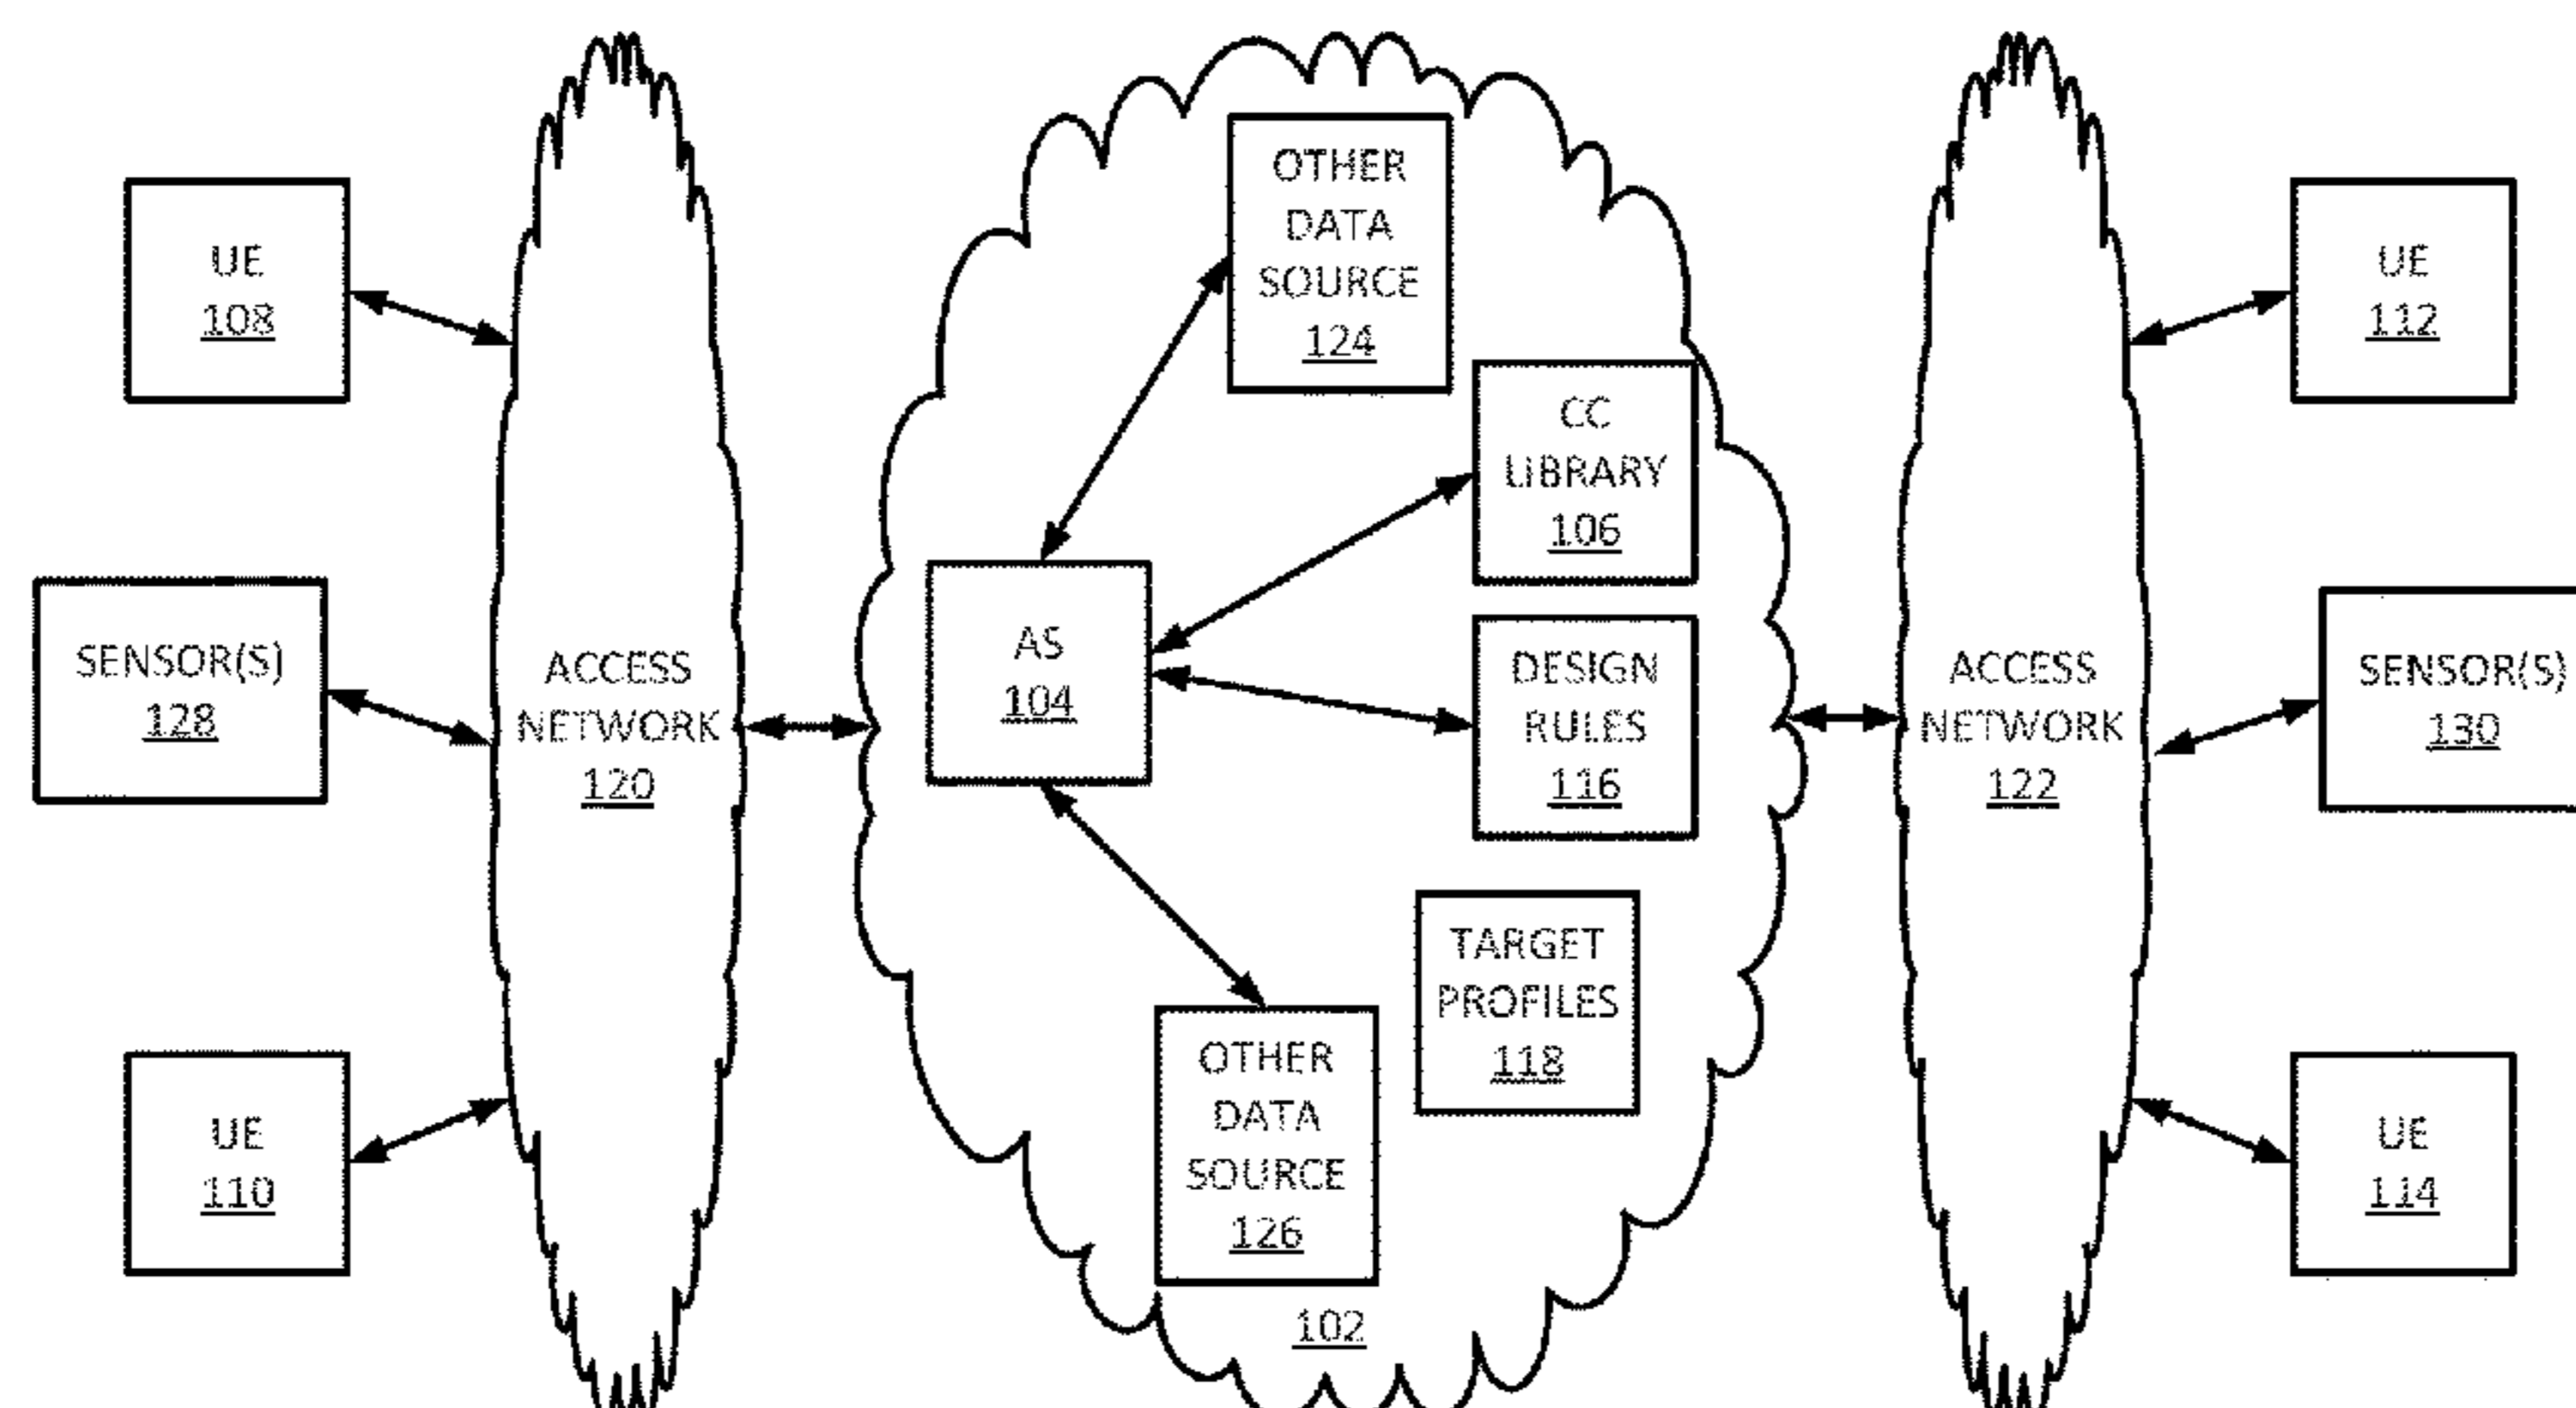 UE
108
SENSOR(S)
128
UE
110
ACCESS
NETWORK
120
OTHER
DATA
SOURCE
124
CC
LIBRARY
106
AS
104
DESIGN
RULES
116
TARGET
PROFILES
118
OTHER
DATA
SOURCE
126
102
ACCESS
NETWORK
122
UE
112
SENSOR(S)
130
UE
114